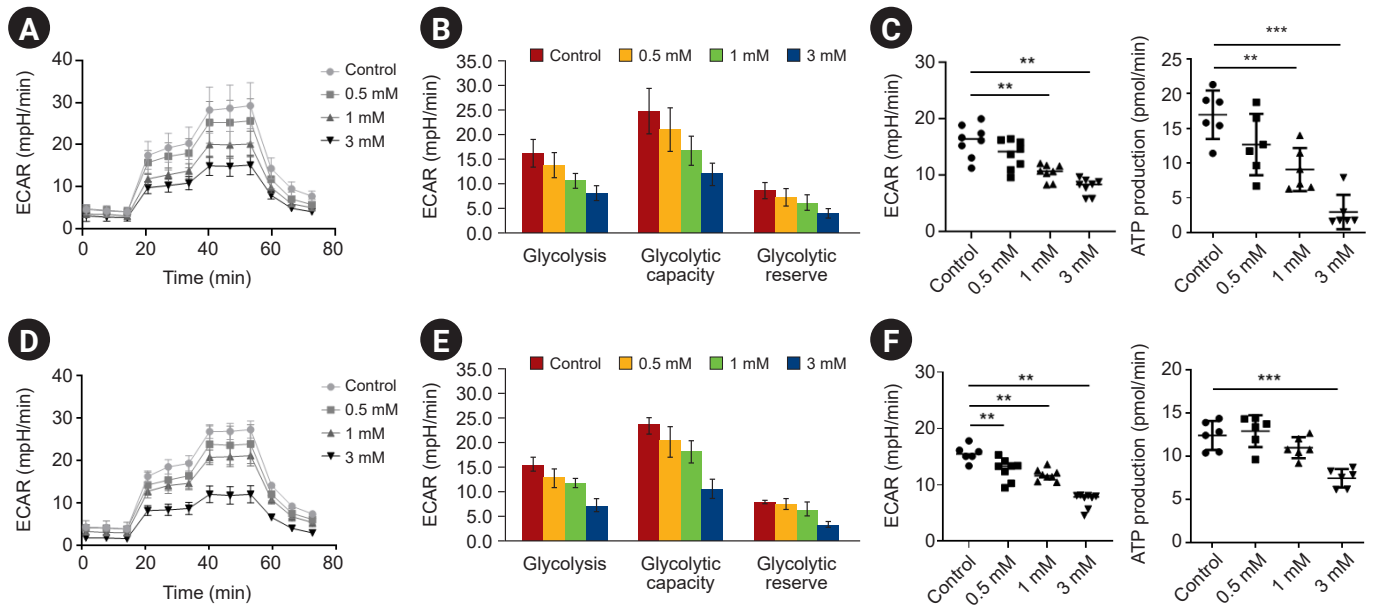 A
ECAR (mpH/min)
40
30
20
10
0
0
20
40
60
80
Time (min)
Control
0.5 mM
1 mM
3 mM
B
Control
0.5 mM
1 mM
3 mM
ECAR (mpH/min)
35.0
30.0
25.0
20.0
15.0
10.0
5.0
0.0
Glycolysis
Glycolytic
capacity
Glycolytic
reserve
C
ECAR (mpH/min)
30
20
10
0
**
**
Control
0.5 mM
1 mM
3 mM
ATP production (pmol/min)
25
20
15
10
5
0
***
**
Control
0.5 mM
1 mM
3 mM
D
ECAR (mpH/min)
40
30
20
10
0
0
20
40
60
80
Time (min)
Control
0.5 mM
1 mM
3 mM
E
Control
0.5 mM
1 mM
3 mM
ECAR (mpH/min)
35.0
30.0
25.0
20.0
15.0
10.0
5.0
0.0
Glycolysis
Glycolytic
capacity
Glycolytic
reserve
F
ECAR (mpH/min)
30
20
10
0
**
**
**
Control
0.5 mM
1 mM
3 mM
ATP production (pmol/min)
20
15
10
5
0
***
Control
0.5 mM
1 mM
3 mM